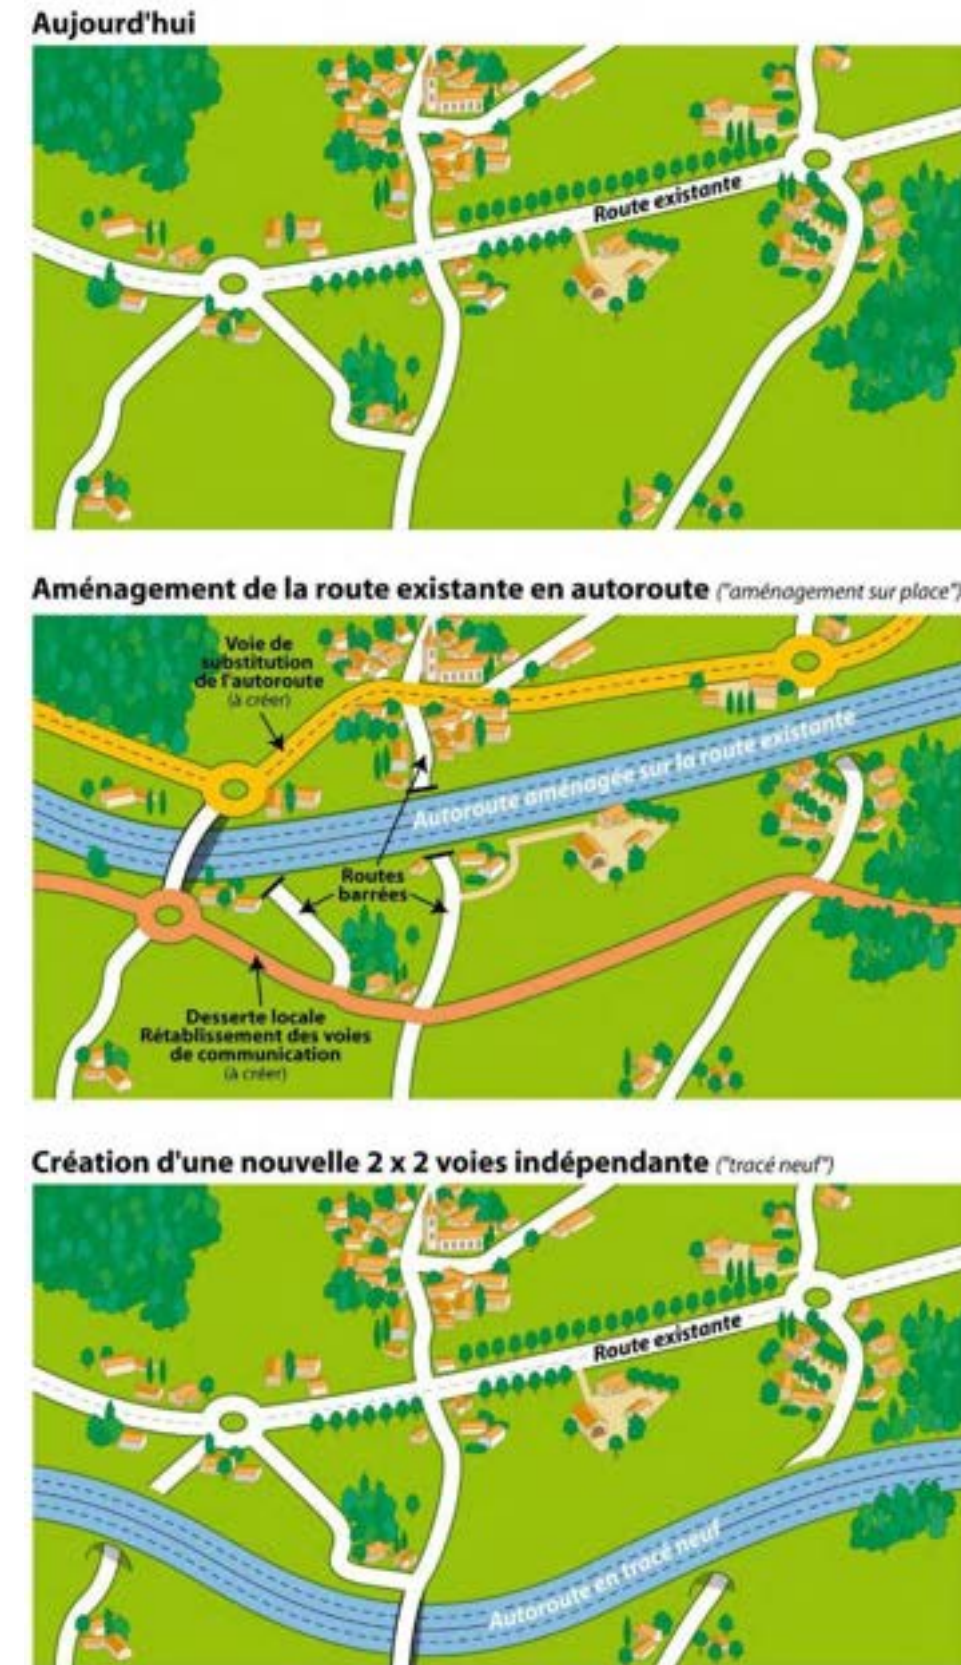 Aujourd'hui
Route existante
Aménagement de la route existante en autoroute ("aménagement sur place")
Voie de
substitution
de l'autoroute
(à créer)
Autoroute aménagée sur la route existante
Routes
barrées
Desserte locale
Rétablissement des voies
de communication
(à créer)
Création d'une nouvelle 2 x 2 voies indépendante ("tracé neuf")
Route existante
Autoroute en tracé neuf